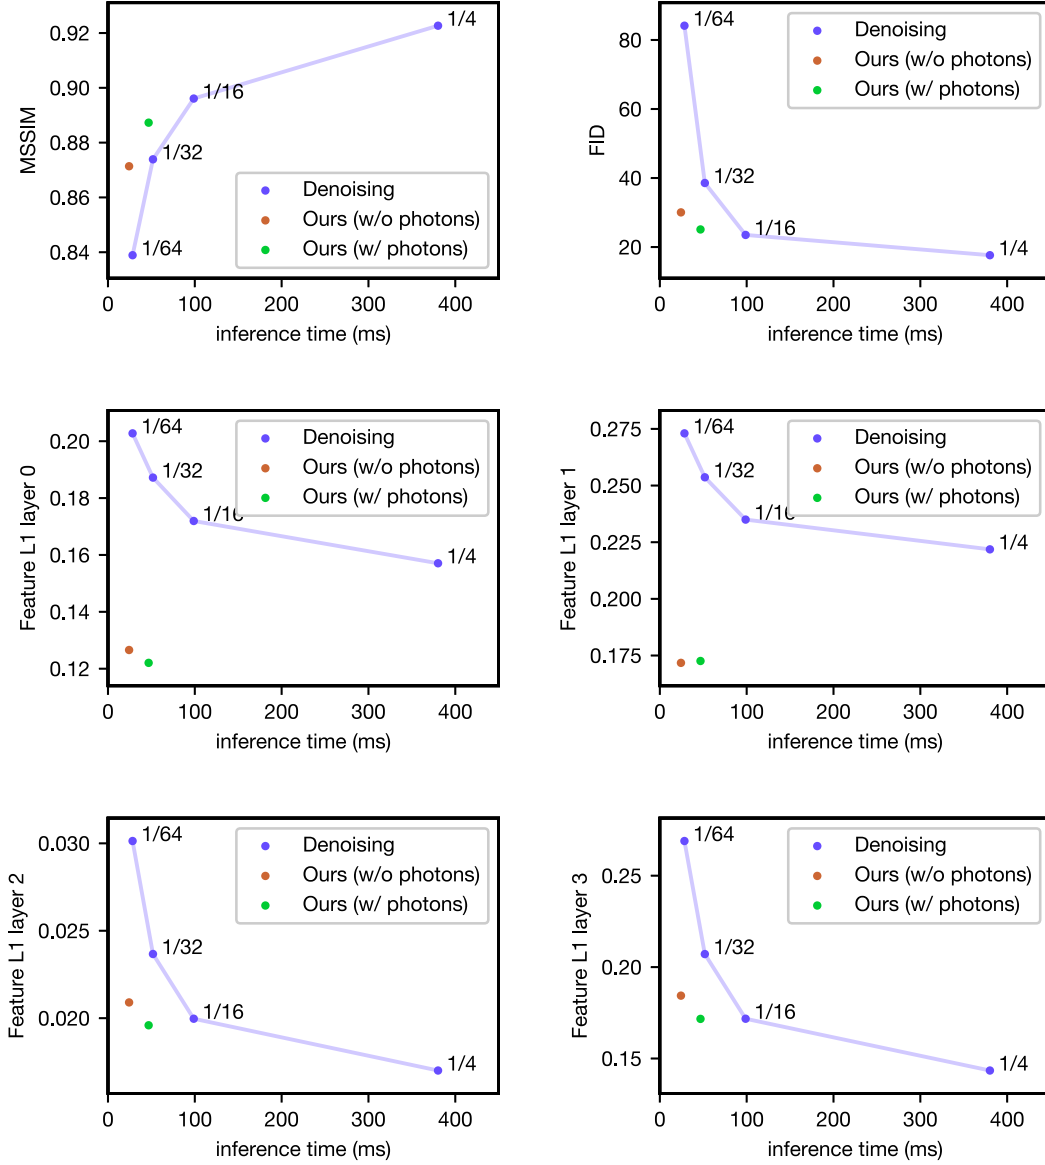 MSSIM
0.92
0.90
0.88
0.86
0.84
1/4
1/16
1/32
1/64
Denoising
Ours (w/o photons)
Ours (w/ photons)
0 100 200 300 400
inference time (ms)
FID
80
60
40
20
1/64
1/32
1/16
1/4
Denoising
Ours (w/o photons)
Ours (w/ photons)
0 100 200 300 400
inference time (ms)
Feature L1 layer 0
0.20
0.18
0.16
0.14
0.12
1/64
1/32
1/16
1/4
Denoising
Ours (w/o photons)
Ours (w/ photons)
0 100 200 300 400
inference time (ms)
Feature L1 layer 1
0.275
0.250
0.225
0.200
0.175
1/64
1/32
1/16
1/4
Denoising
Ours (w/o photons)
Ours (w/ photons)
0 100 200 300 400
inference time (ms)
Feature L1 layer 2
0.030
0.025
0.020
1/64
1/32
1/16
1/4
Denoising
Ours (w/o photons)
Ours (w/ photons)
0 100 200 300 400
inference time (ms)
Feature L1 layer 3
0.25
0.20
0.15
1/64
1/32
1/16
1/4
Denoising
Ours (w/o photons)
Ours (w/ photons)
0 100 200 300 400
inference time (ms)